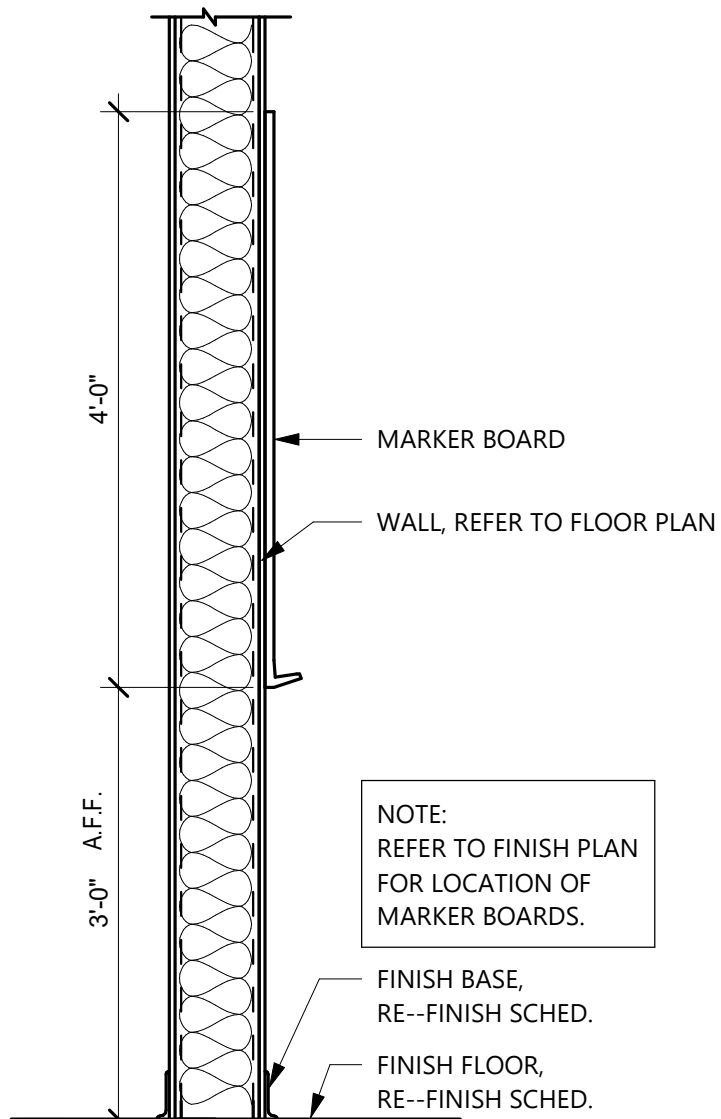 4'-0"
MARKER BOARD
WALL, REFER TO FLOOR PLAN
3'-0" A.F.F.
NOTE:
REFER TO FINISH PLAN
FOR LOCATION OF
MARKER BOARDS.
FINISH BASE,
RE--FINISH SCHED.
FINISH FLOOR,
RE--FINISH SCHED.